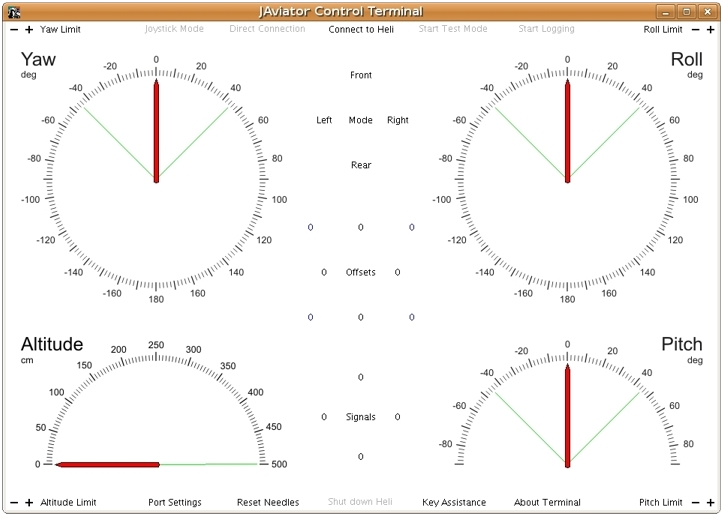 JAviator Control Terminal
− + Yaw Limit Joystick Mode Direct Connection Connect to Heli Start Test Mode Start Logging Roll Limit − +
Yaw
deg
0
-20 20
-40 40
-60 60
-80 80
-100 100
-120 120
-140 140
-160 160
180
Front
Left Mode Right
Rear
0 0 0
0 Offsets 0
0 0 0
Roll
deg
0
-20 20
-40 40
-60 60
-80 80
-100 100
-120 120
-140 140
-160 160
180
Altitude
cm
250
200 300
150 350
100 400
50 450
0 500
0
0 Signals 0
0
Pitch
deg
0
-20 20
-40 40
-60 60
-80 80
− + Altitude Limit Port Settings Reset Needles Shut down Heli Key Assistance About Terminal Pitch Limit − +